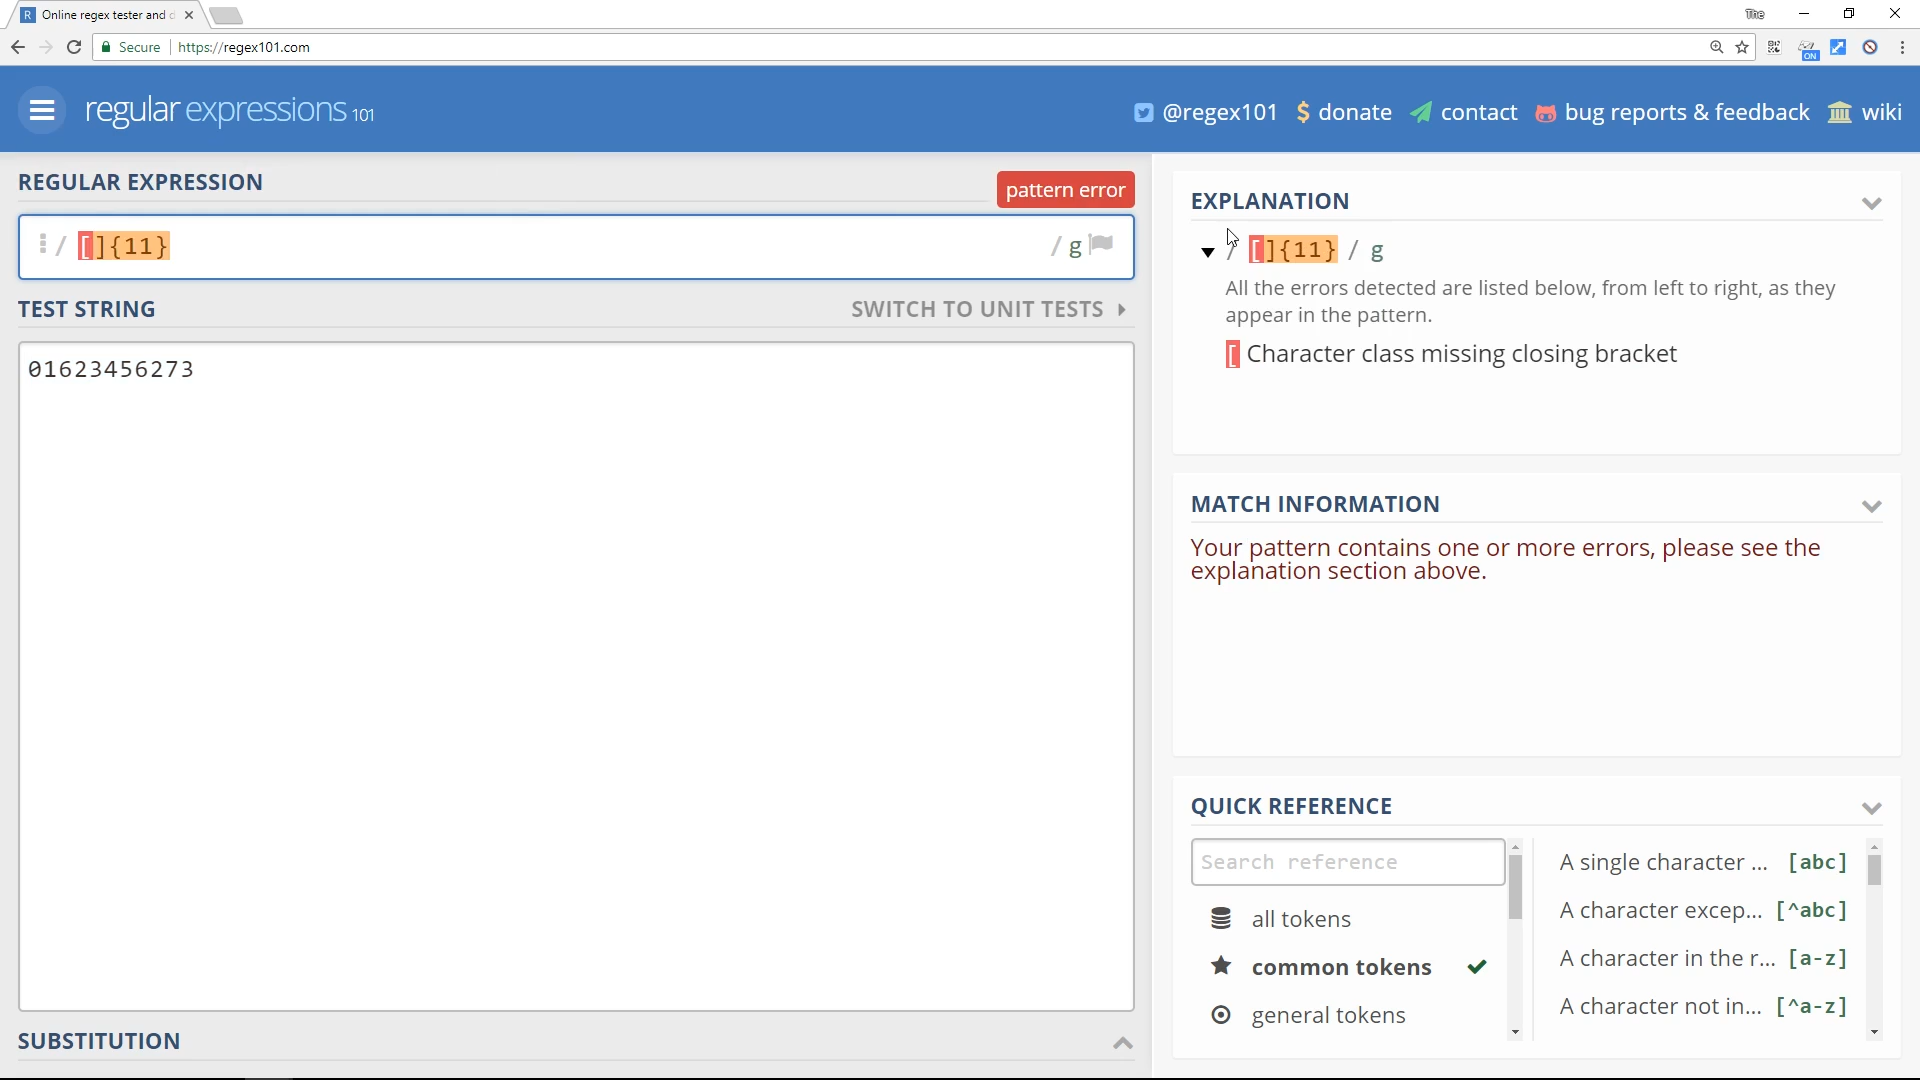 R Online regex tester and d
The
Secure https://regex101.com
ON
regular expressions 101
@regex101 $ donate contact bug reports & feedback wiki
REGULAR EXPRESSION
pattern error
/ []{11} / g
TEST STRING
SWITCH TO UNIT TESTS
01623456273
SUBSTITUTION
EXPLANATION
/ []{11} / g
All the errors detected are listed below, from left to right, as they
appear in the pattern.
[ Character class missing closing bracket
MATCH INFORMATION
Your pattern contains one or more errors, please see the
explanation section above.
QUICK REFERENCE
Search reference
all tokens
common tokens
general tokens
A single character ... [abc]
A character excep... [^abc]
A character in the r... [a-z]
A character not in... [^a-z]